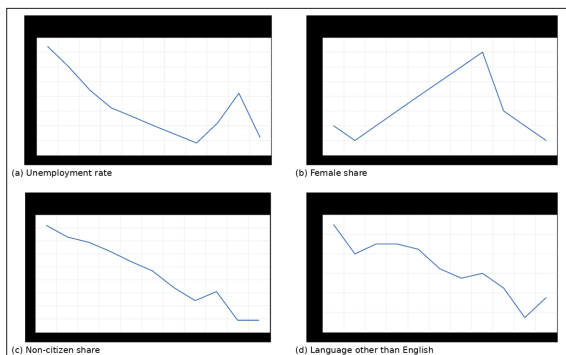 (a) Unemployment rate
(b) Female share
(c) Non-citizen share
(d) Language other than English